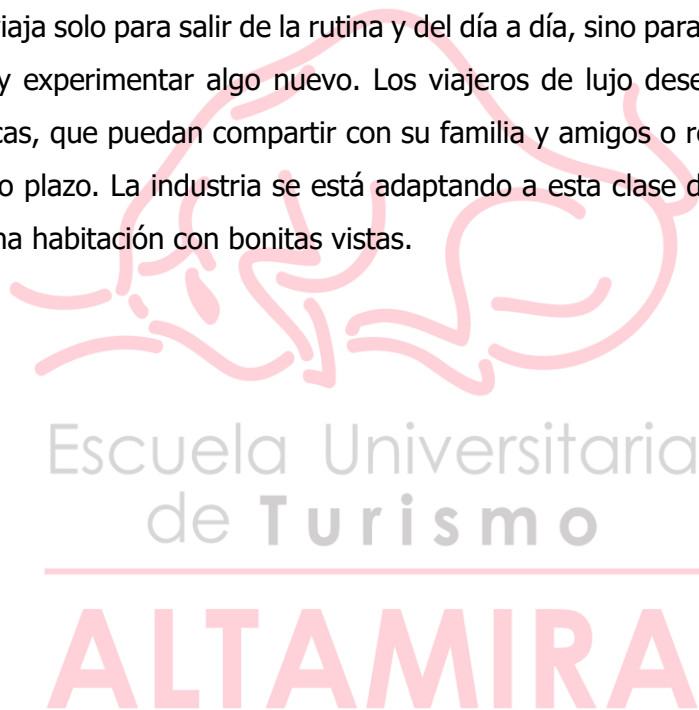 viaja solo para salir de la rutina y del día a día, sino para
y experimentar algo nuevo. Los viajeros de lujo dese
cas, que puedan compartir con su familia y amigos o r
o plazo. La industria se está adaptando a esta clase d
na habitación con bonitas vistas.
Escuela Universitaria
de Turismo
ALTAMIRA